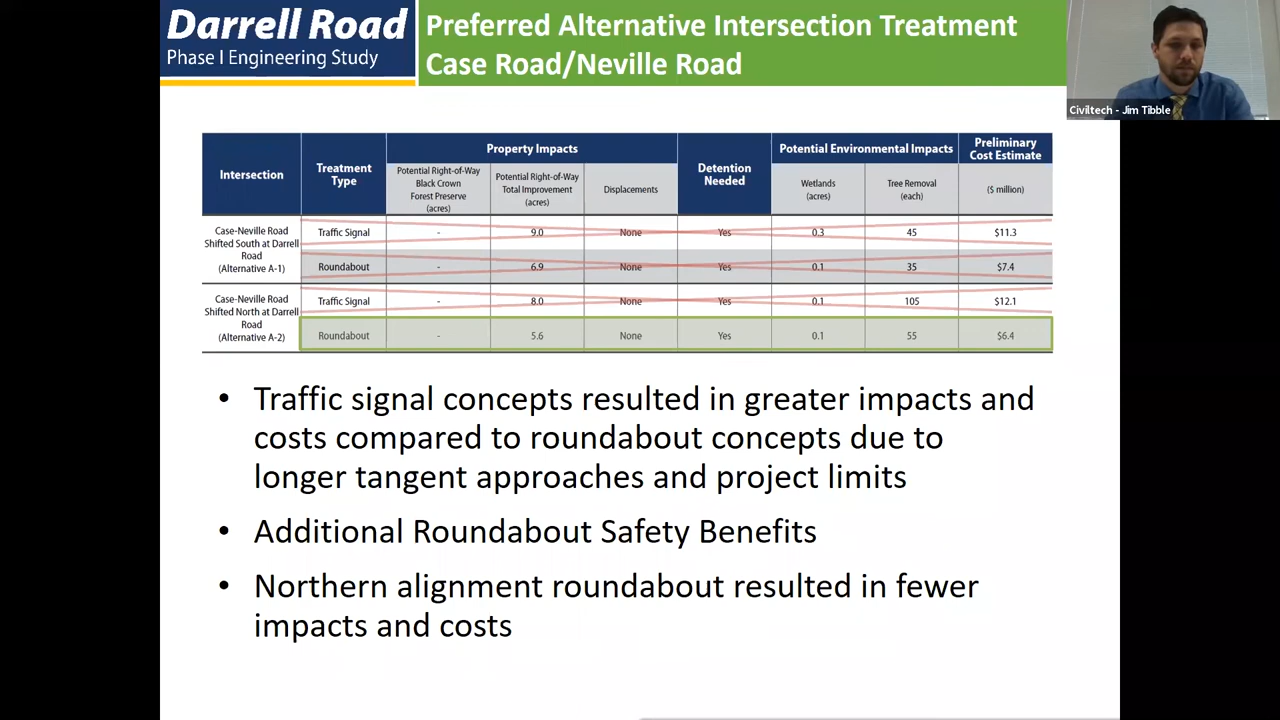 Darrell Road
Phase I Engineering Study
Preferred Alternative Intersection Treatment
Case Road/Neville Road
Civiltech - Jim Tibble
Intersection
Treatment
Type
Property Impacts
Potential Right-of-Way
Black Crown
Forest Preserve
(acres)
Potential Right-of-Way
Total Improvement
(acres)
Displacements
Detention
Needed
Potential Environmental Impacts
Wetlands
(acres)
Tree Removal
(each)
Preliminary
Cost Estimate
($ million)
Case-Neville Road
Shifted South at Darrell
Road
(Alternative A-1)
Traffic Signal - 9.0 None Yes 0.3 45 $11.3
Roundabout - 6.9 None Yes 0.1 35 $7.4
Case-Neville Road
Shifted North at Darrell
Road
(Alternative A-2)
Traffic Signal - 8.0 None Yes 0.1 105 $12.1
Roundabout - 5.6 None Yes 0.1 55 $6.4
• Traffic signal concepts resulted in greater impacts and
costs compared to roundabout concepts due to
longer tangent approaches and project limits
• Additional Roundabout Safety Benefits
• Northern alignment roundabout resulted in fewer
impacts and costs